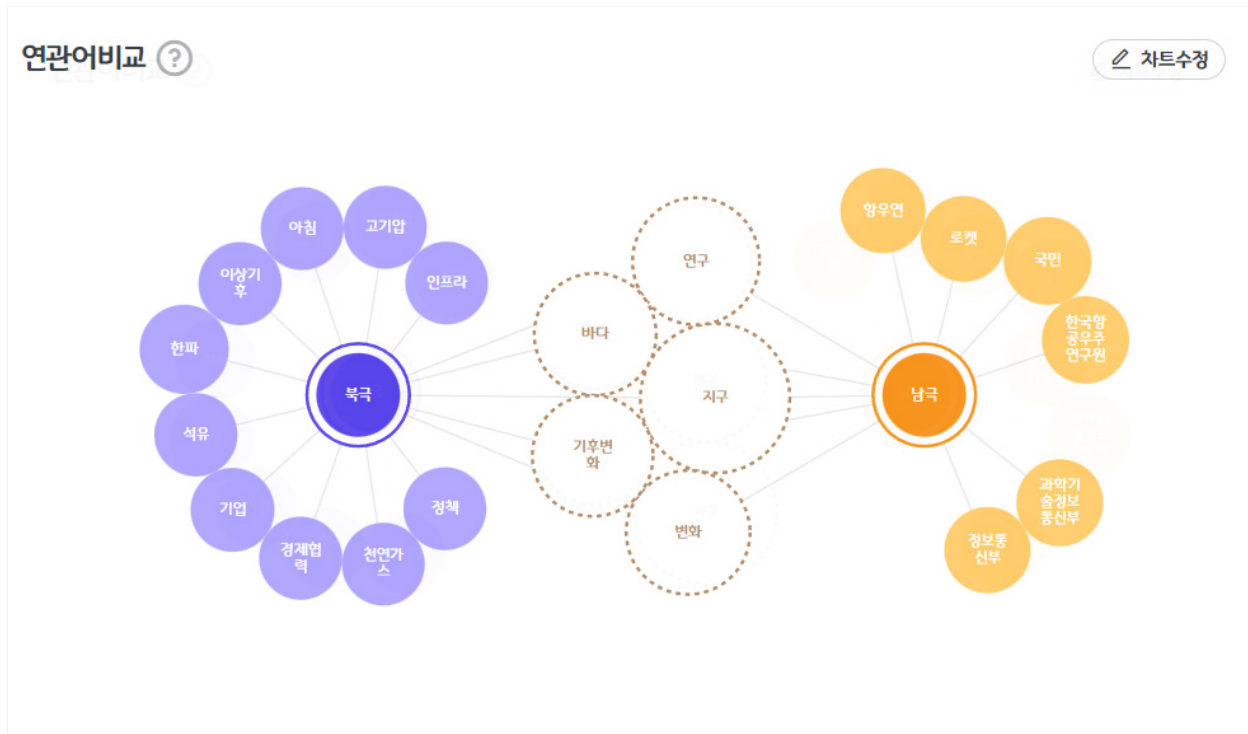 연관어비교
?
차트수정
아침
고기압
이상기
후
인프라
한파
북극
석유
기업
경제협
력
천연가
스
정책
연구
바다
지구
기후변
화
변화
항우연
로켓
국민
한국항
공우주
연구원
남극
과학기
술정보
통신부
정보통
신부